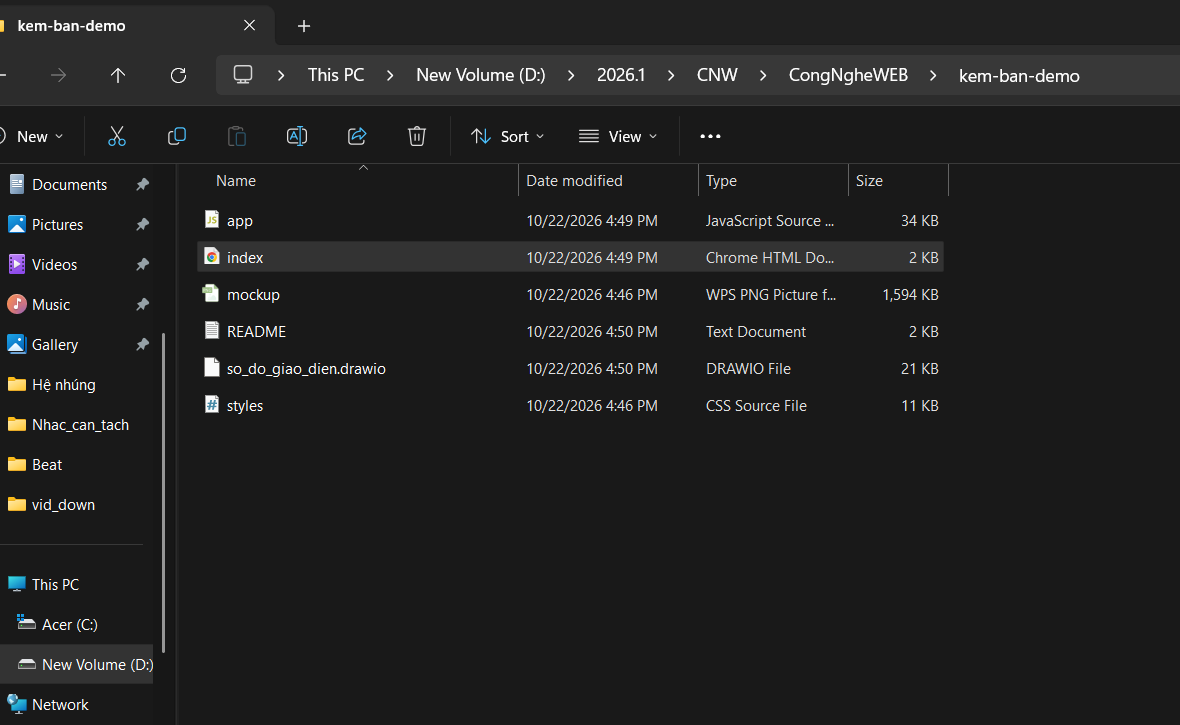 kem-ban-demo
This PC > New Volume (D:) > 2026.1 > CNW > CongNgheWEB > kem-ban-demo
New Sort View
Name Date modified Type Size
app 10/22/2026 4:49 PM JavaScript Source ... 34 KB
index 10/22/2026 4:49 PM Chrome HTML Do... 2 KB
mockup 10/22/2026 4:46 PM WPS PNG Picture f... 1,594 KB
README 10/22/2026 4:50 PM Text Document 2 KB
so_do_giao_dien.drawio 10/22/2026 4:50 PM DRAWIO File 21 KB
styles 10/22/2026 4:46 PM CSS Source File 11 KB
Documents
Pictures
Videos
Music
Gallery
Hệ nhúng
Nhac_can_tach
Beat
vid_down
This PC
Acer (C:)
New Volume (D:)
Network